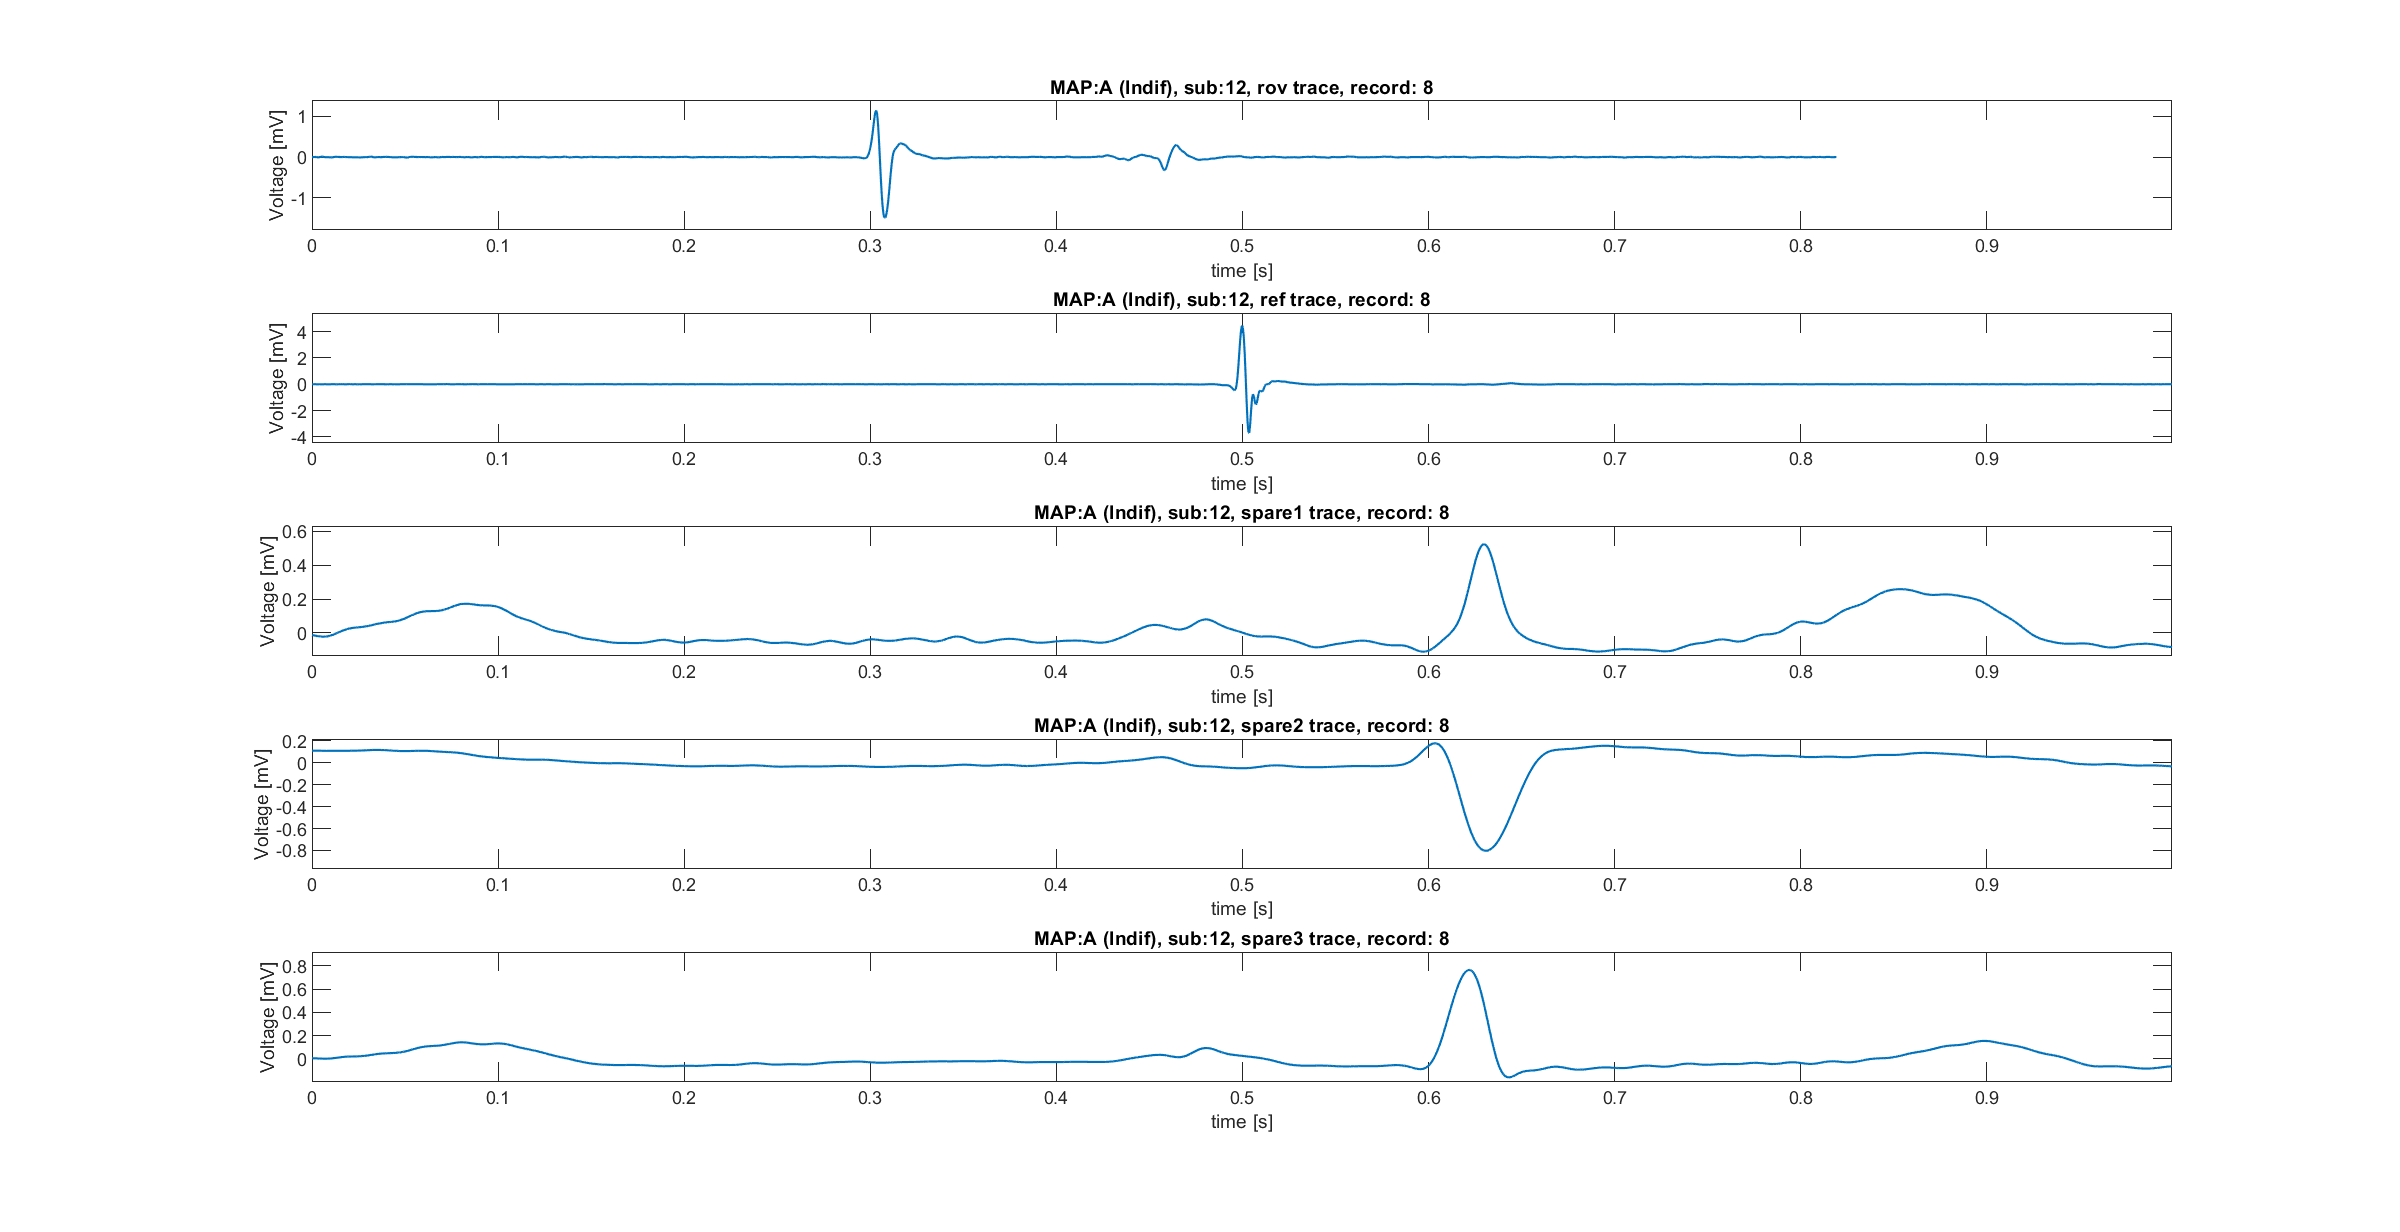 MAP:A (Indif), sub:12, rov trace, record: 8
Voltage [mV]
1
0
-1
0 0.1 0.2 0.3 0.4 0.5 0.6 0.7 0.8 0.9
time [s]
MAP:A (Indif), sub:12, ref trace, record: 8
Voltage [mV]
4
2
0
-2
-4
0 0.1 0.2 0.3 0.4 0.5 0.6 0.7 0.8 0.9
time [s]
MAP:A (Indif), sub:12, spare1 trace, record: 8
Voltage [mV]
0.6
0.4
0.2
0
0 0.1 0.2 0.3 0.4 0.5 0.6 0.7 0.8 0.9
time [s]
MAP:A (Indif), sub:12, spare2 trace, record: 8
Voltage [mV]
0.2
0
-0.2
-0.4
-0.6
-0.8
0 0.1 0.2 0.3 0.4 0.5 0.6 0.7 0.8 0.9
time [s]
MAP:A (Indif), sub:12, spare3 trace, record: 8
Voltage [mV]
0.8
0.6
0.4
0.2
0
0 0.1 0.2 0.3 0.4 0.5 0.6 0.7 0.8 0.9
time [s]